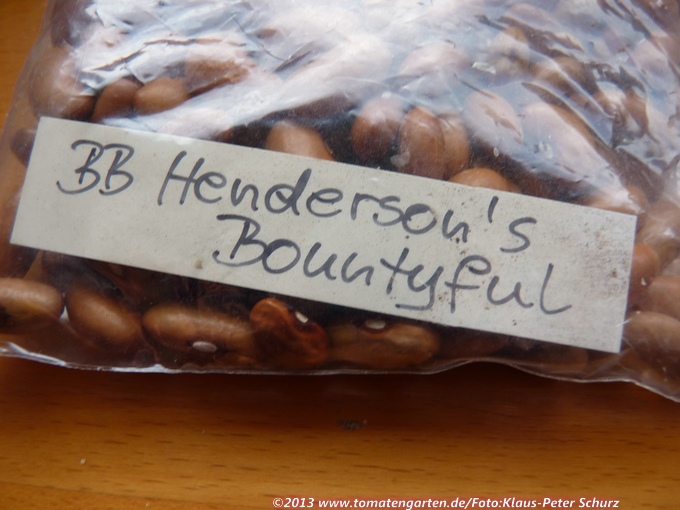 BB Henderson's
Bountyful
©2013 www.tomatengarten.de/Foto:Klaus-Peter Schurz